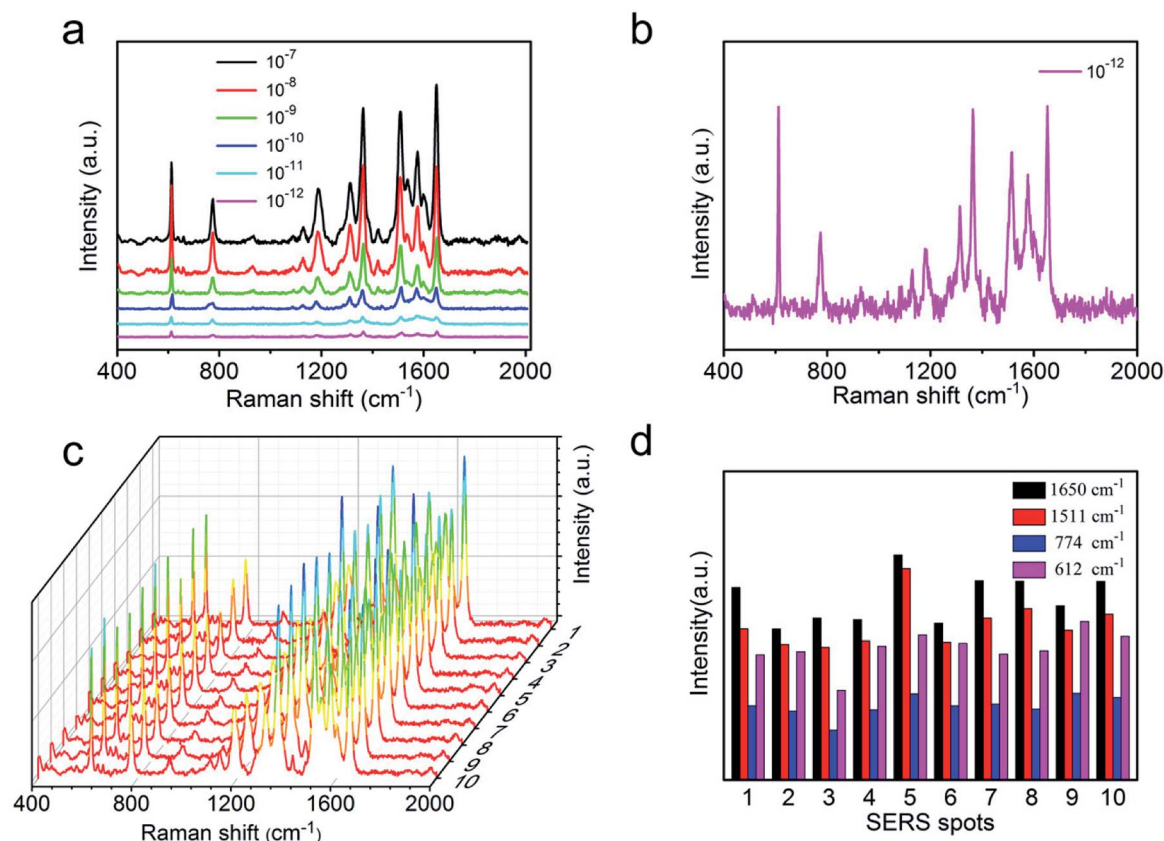 a
10⁻⁷
10⁻⁸
10⁻⁹
10⁻¹⁰
10⁻¹¹
10⁻¹²
Intensity (a.u.)
400 800 1200 1600 2000
Raman shift (cm⁻¹)
b
10⁻¹²
Intensity (a.u.)
400 800 1200 1600 2000
Raman shift (cm⁻¹)
c
Intensity (a.u.)
1
2
3
4
5
6
7
8
9
10
400 800 1200 1600 2000
Raman shift (cm⁻¹)
d
1650 cm⁻¹
1511 cm⁻¹
774 cm⁻¹
612 cm⁻¹
Intensity(a.u.)
1 2 3 4 5 6 7 8 9 10
SERS spots